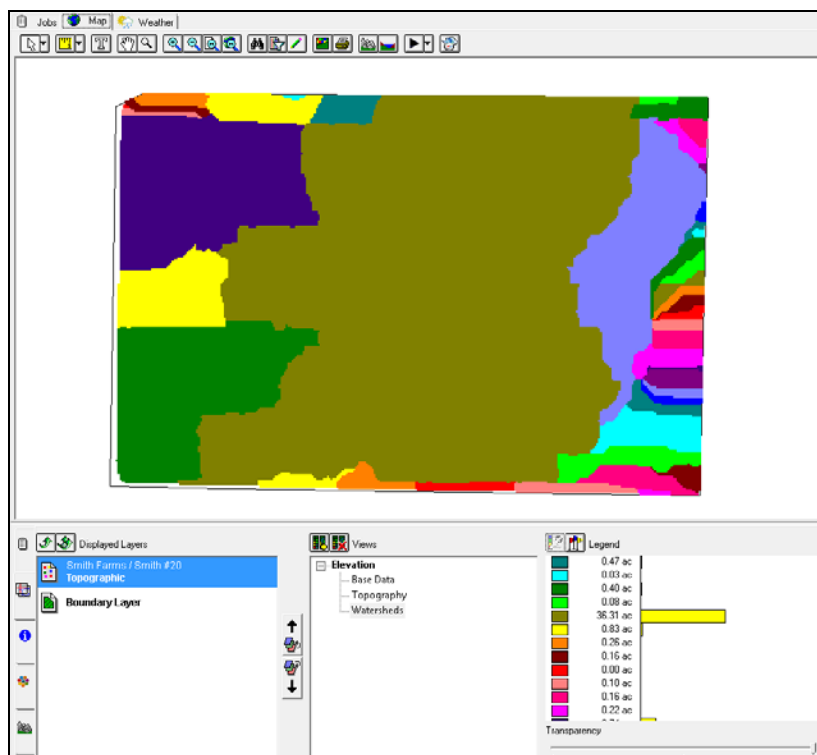 Jobs Map Weather
Displayed Layers
Smith Farms / Smith #20
Topographic
Boundary Layer
Views
Elevation
Base Data
Topography
Watersheds
Legend
0.47 ac
0.03 ac
0.40 ac
0.08 ac
36.31 ac
0.83 ac
0.26 ac
0.16 ac
0.00 ac
0.10 ac
0.16 ac
0.22 ac
Transparency